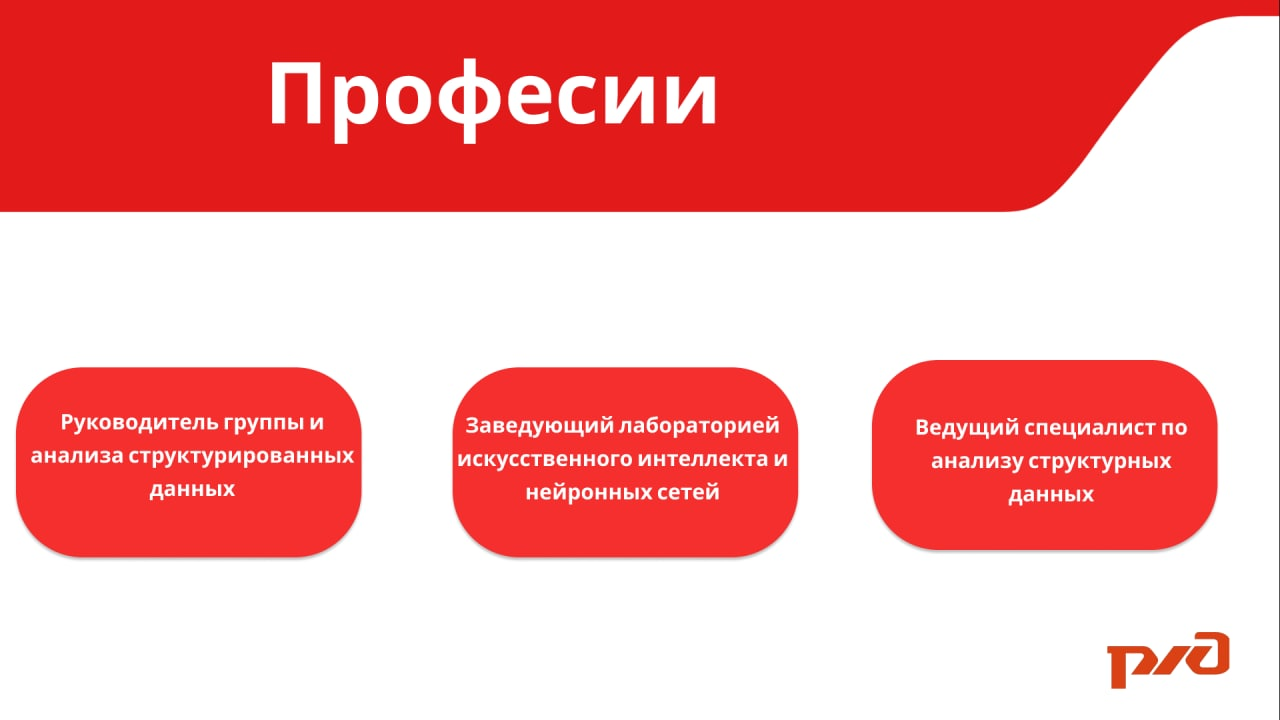 Професии
Руководитель группы и
анализа структурированных
данных
Заведующий лабораторией
искусственного интеллекта и
нейронных сетей
Ведущий специалист по
анализу структурных
данных
ржд